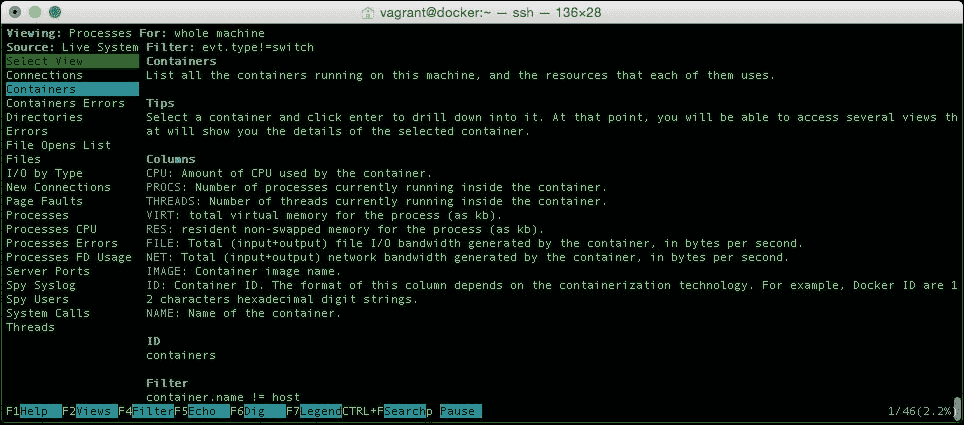 vagrant@docker:~ — ssh — 136×28
Viewing: Processes For: whole machine
Source: Live System Filter: evt.type!=switch
Select View
Connections
Containers
Containers Errors
Directories
Errors
File Opens List
Files
I/O by Type
New Connections
Page Faults
Processes
Processes CPU
Processes Errors
Processes FD Usage
Server Ports
Spy Syslog
Spy Users
System Calls
Threads
Containers
List all the containers running on this machine, and the resources that each of them uses.
Tips
Select a container and click enter to drill down into it. At that point, you will be able to access several views th
at will show you the details of the selected container.
Columns
CPU: Amount of CPU used by the container.
PROCS: Number of processes currently running inside the container.
THREADS: Number of threads currently running inside the container.
VIRT: total virtual memory for the process (as kb).
RES: resident non-swapped memory for the process (as kb).
FILE: Total (input+output) file I/O bandwidth generated by the container, in bytes per second.
NET: Total (input+output) network bandwidth generated by the container, in bytes per second.
IMAGE: Container image name.
ID: Container ID. The format of this column depends on the containerization technology. For example, Docker ID are 1
2 characters hexadecimal digit strings.
NAME: Name of the container.
ID
containers
Filter
container.name != host
F1Help F2Views F4FilterF5Echo F6Dig F7LegendCTRL+FSearchp Pause 1/46(2.2%)